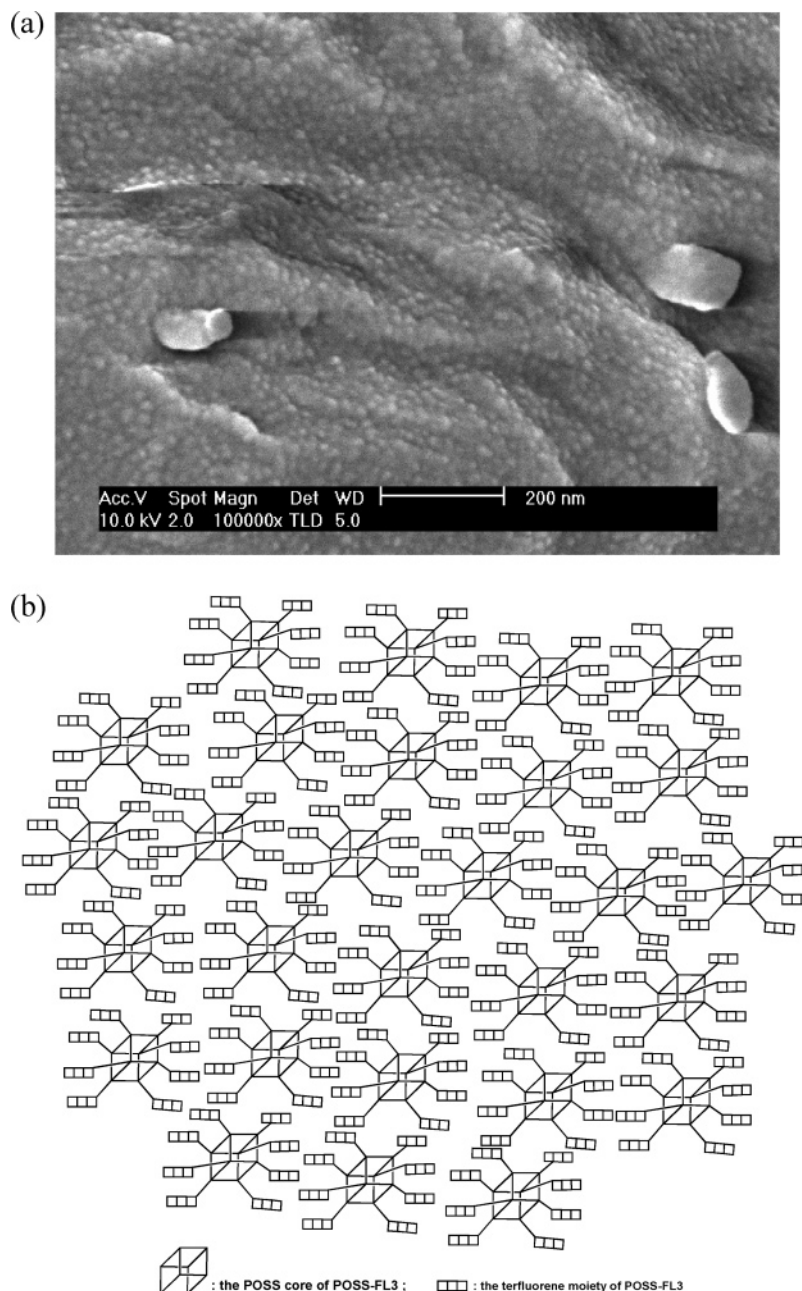 (a)
Acc.V Spot Magn Det WD 200 nm
10.0 kV 2.0 100000x TLD 5.0
(b)
: the POSS core of POSS-FL3 ; : the terfluorene moiety of POSS-FL3